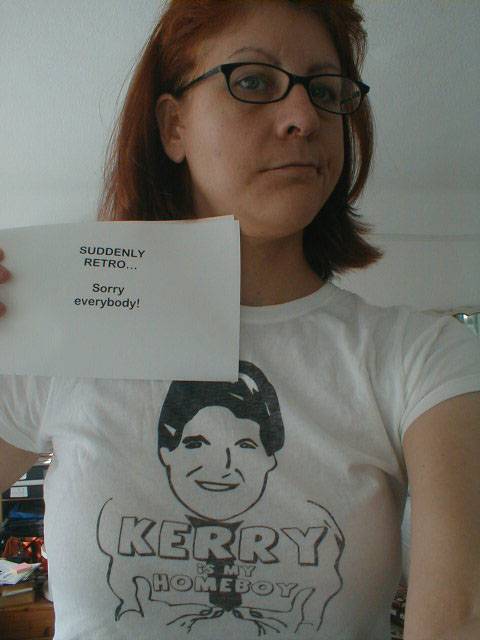 SUDDENLY
RETRO...
Sorry
everybody!
KERRY
is MY
HOMEBOY